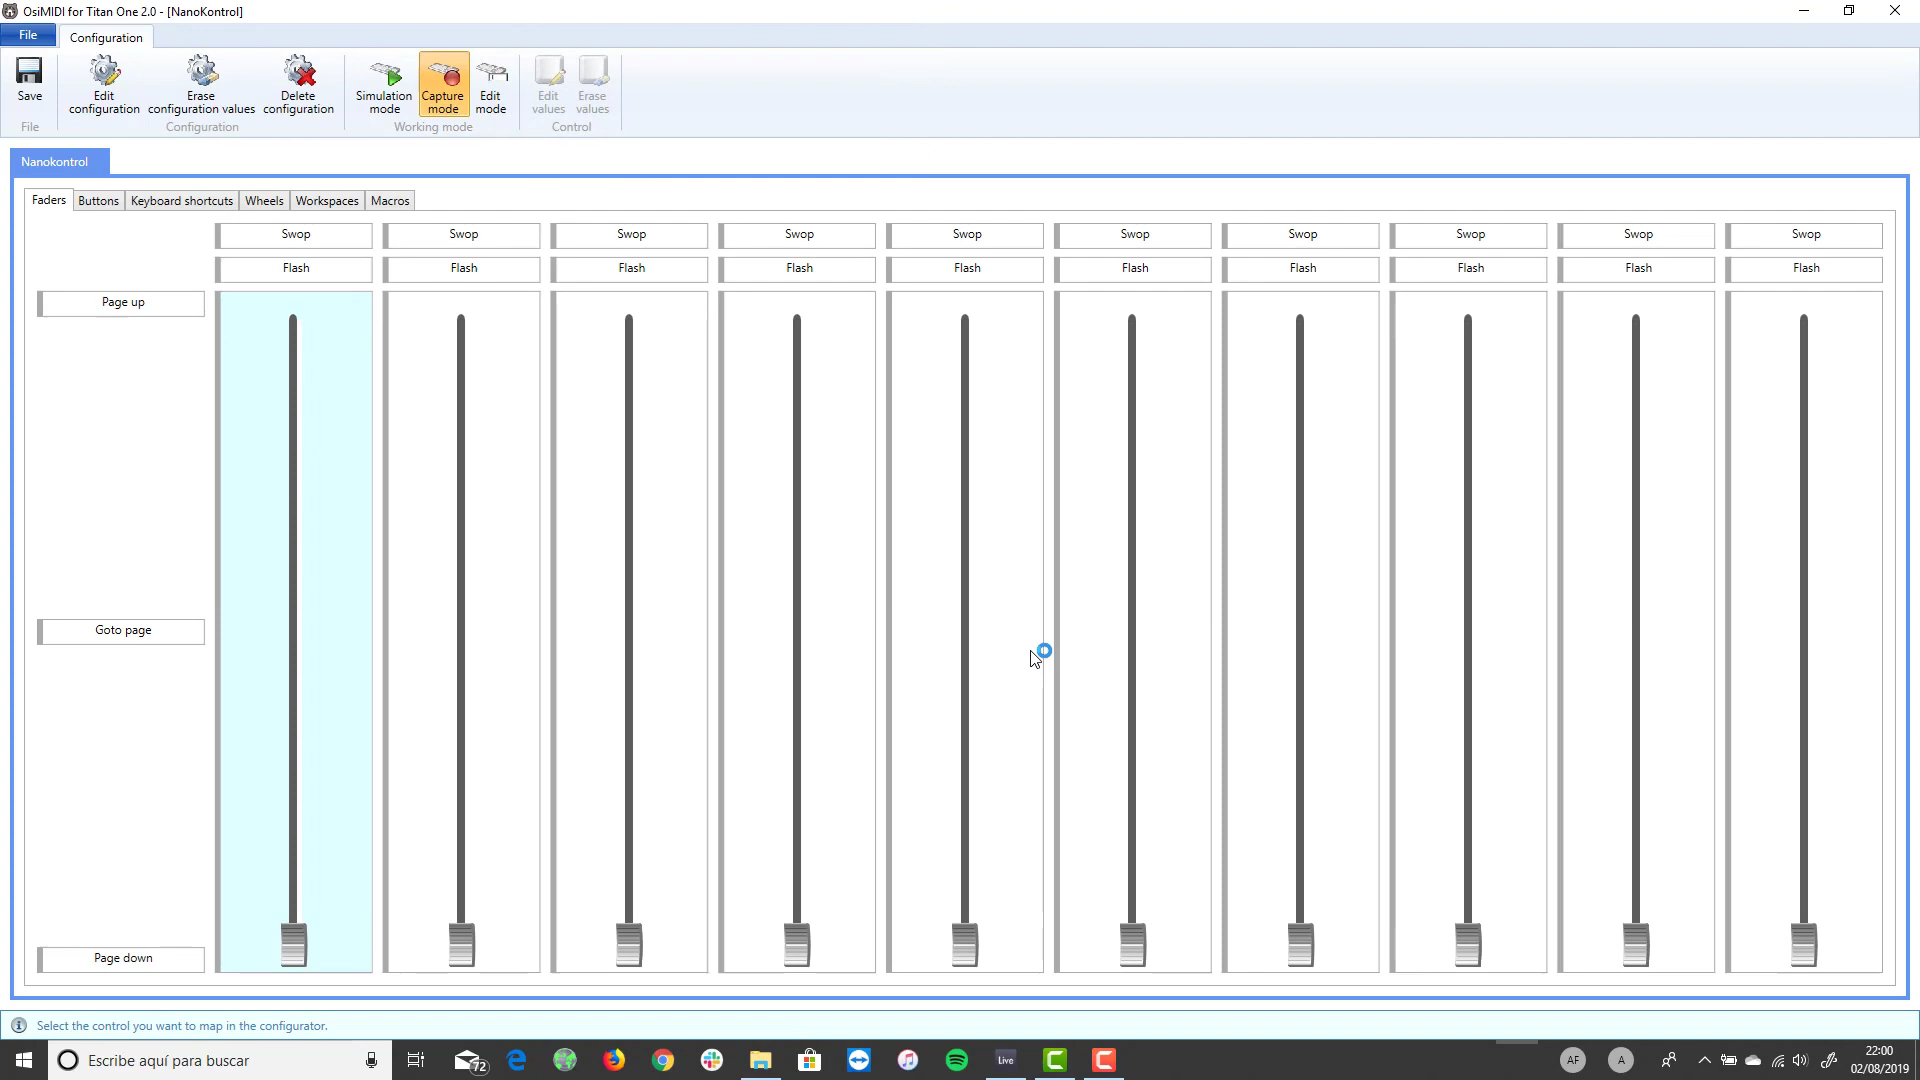 OsiMIDI for Titan One 2.0 - [NanoKontrol]
File
Configuration
Save
Edit
configuration
Erase
configuration values
Delete
configuration
Simulation
mode
Capture
mode
Edit
mode
Edit
values
Erase
values
File
Configuration
Working mode
Control
Nanokontrol
Faders
Buttons
Keyboard shortcuts
Wheels
Workspaces
Macros
Swop
Swop
Swop
Swop
Swop
Swop
Swop
Swop
Swop
Swop
Flash
Flash
Flash
Flash
Flash
Flash
Flash
Flash
Flash
Flash
Page up
Goto page
Page down
Select the control you want to map in the configurator.
Escribe aquí para buscar
72
Live
AF
A
22:00
02/08/2019